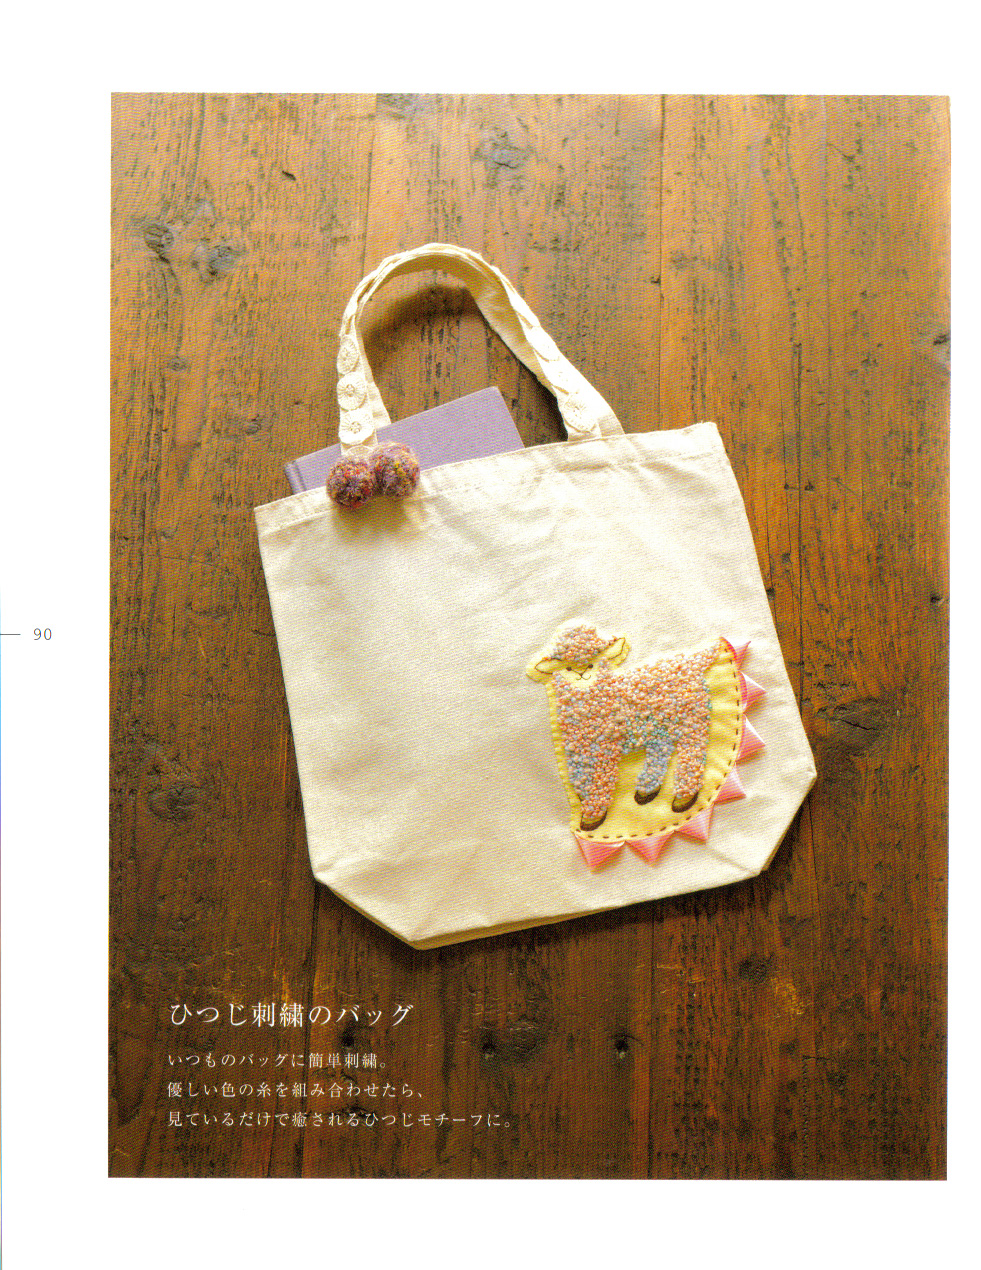 90
ひつじ刺繍のバッグ
いつものバッグに簡単刺繍。
優しい色の糸を組み合わせたら、
見ているだけで癒されるひつじモチーフに。